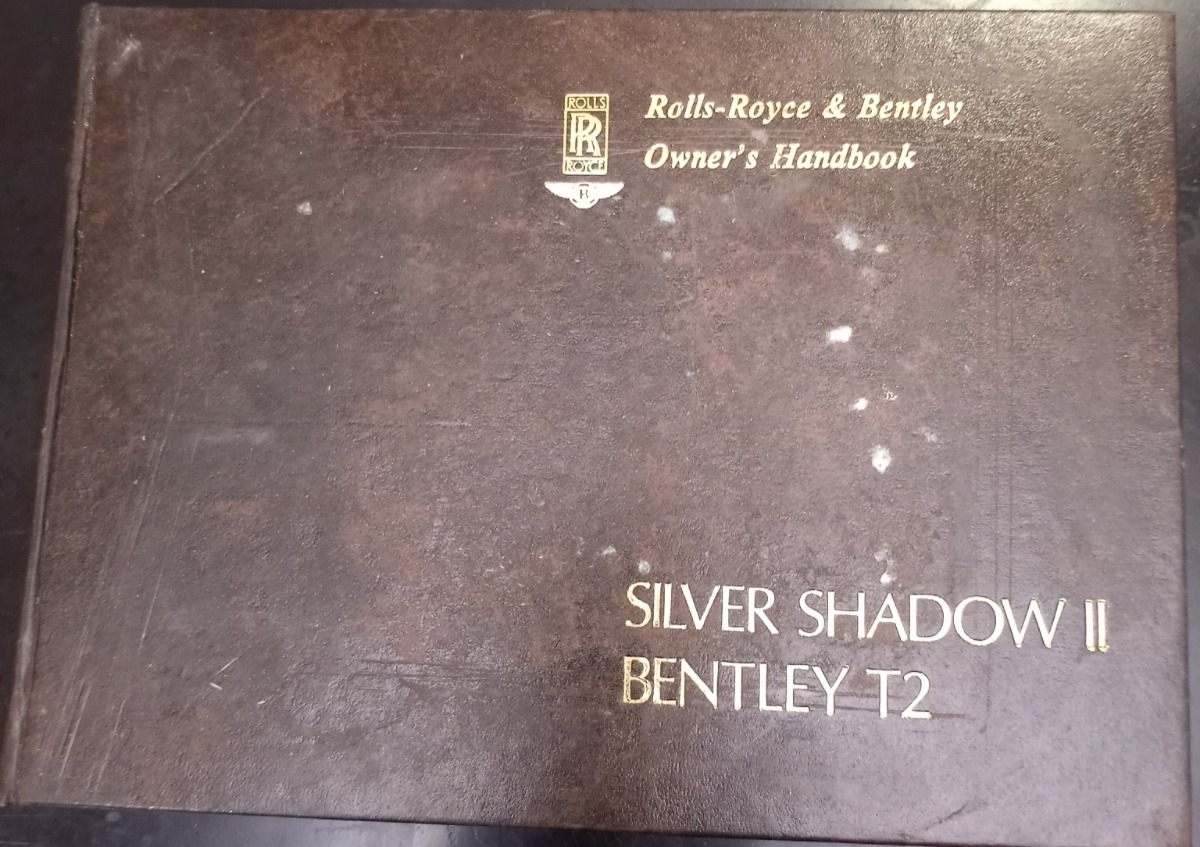 ROLLS
RR
ROYCE
B
Rolls-Royce & Bentley
Owner's Handbook
SILVER SHADOW II
BENTLEY T2